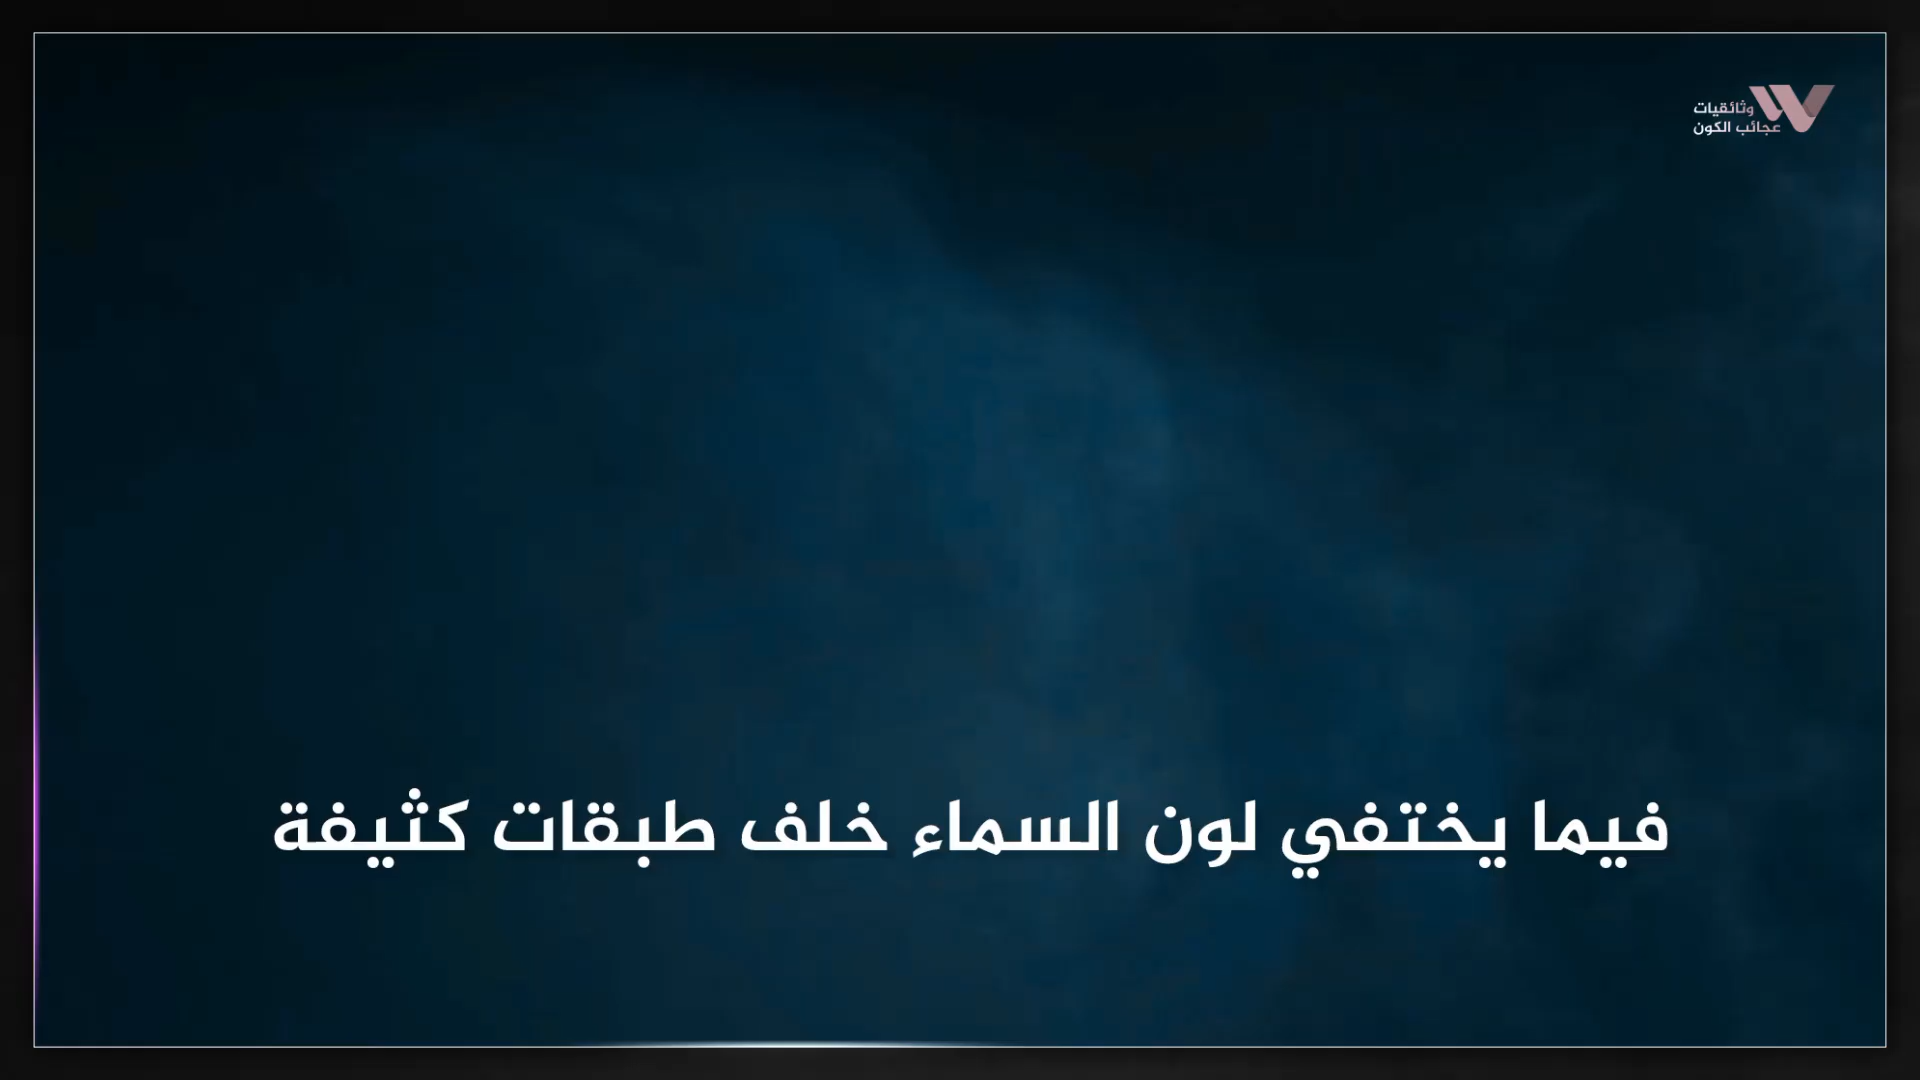 وثائقيات
عجائب الكون
فيما يختفي لون السماء خلف طبقات كثيفة